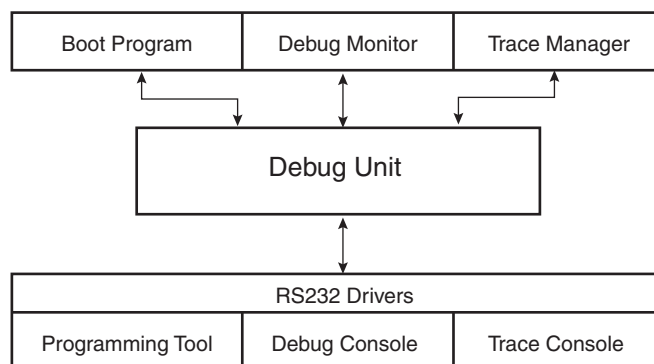 Boot Program
Debug Monitor
Trace Manager
Debug Unit
RS232 Drivers
Programming Tool
Debug Console
Trace Console